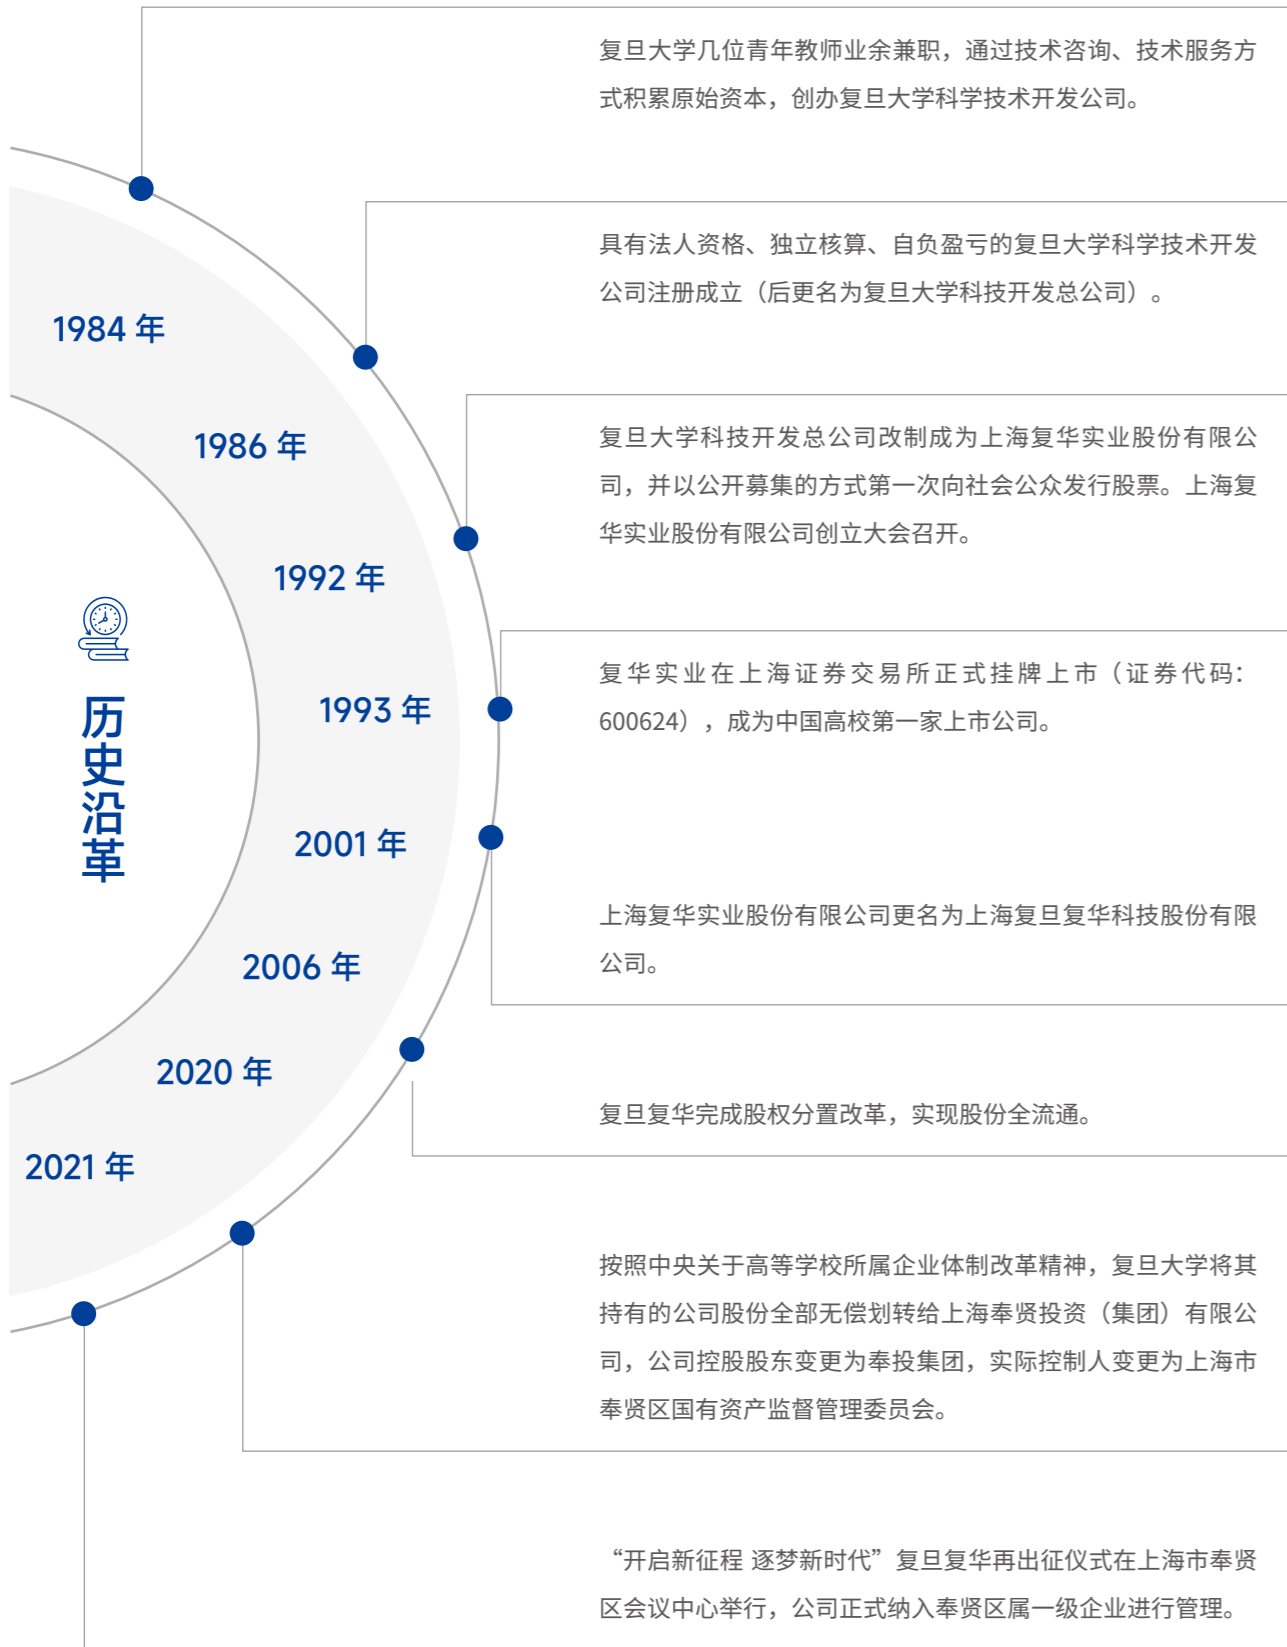 历史沿革
1984 年
复旦大学几位青年教师业余兼职，通过技术咨询、技术服务方
式积累原始资本，创办复旦大学科学技术开发公司。
1986 年
具有法人资格、独立核算、自负盈亏的复旦大学科学技术开发
公司注册成立（后更名为复旦大学科技开发总公司）。
1992 年
复旦大学科技开发总公司改制成为上海复华实业股份有限公
司，并以公开募集的方式第一次向社会公众发行股票。上海复
华实业股份有限公司创立大会召开。
1993 年
复华实业在上海证券交易所正式挂牌上市（证券代码：
600624），成为中国高校第一家上市公司。
2001 年
上海复华实业股份有限公司更名为上海复旦复华科技股份有限
公司。
2006 年
复旦复华完成股权分置改革，实现股份全流通。
2020 年
按照中央关于高等学校所属企业体制改革精神，复旦大学将其
持有的公司股份全部无偿划转给上海奉贤投资（集团）有限公
司，公司控股股东变更为奉投集团，实际控制人变更为上海市
奉贤区国有资产监督管理委员会。
2021 年
“开启新征程 逐梦新时代”复旦复华再出征仪式在上海市奉贤
区会议中心举行，公司正式纳入奉贤区属一级企业进行管理。